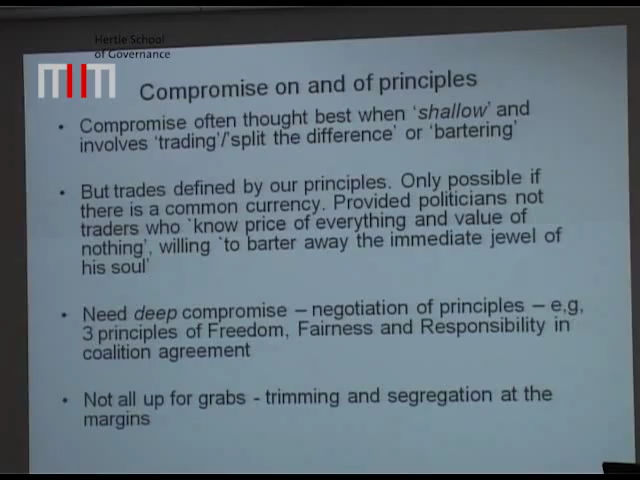 Hertie School
of Governance
Compromise on and of principles
• Compromise often thought best when ‘shallow’ and
involves ‘trading’/’split the difference’ or ‘bartering’
• But trades defined by our principles. Only possible if
there is a common currency. Provided politicians not
traders who `know price of everything and value of
nothing’, willing `to barter away the immediate jewel of
his soul’
• Need deep compromise – negotiation of principles – e,g,
3 principles of Freedom, Fairness and Responsibility in
coalition agreement
• Not all up for grabs - trimming and segregation at the
margins